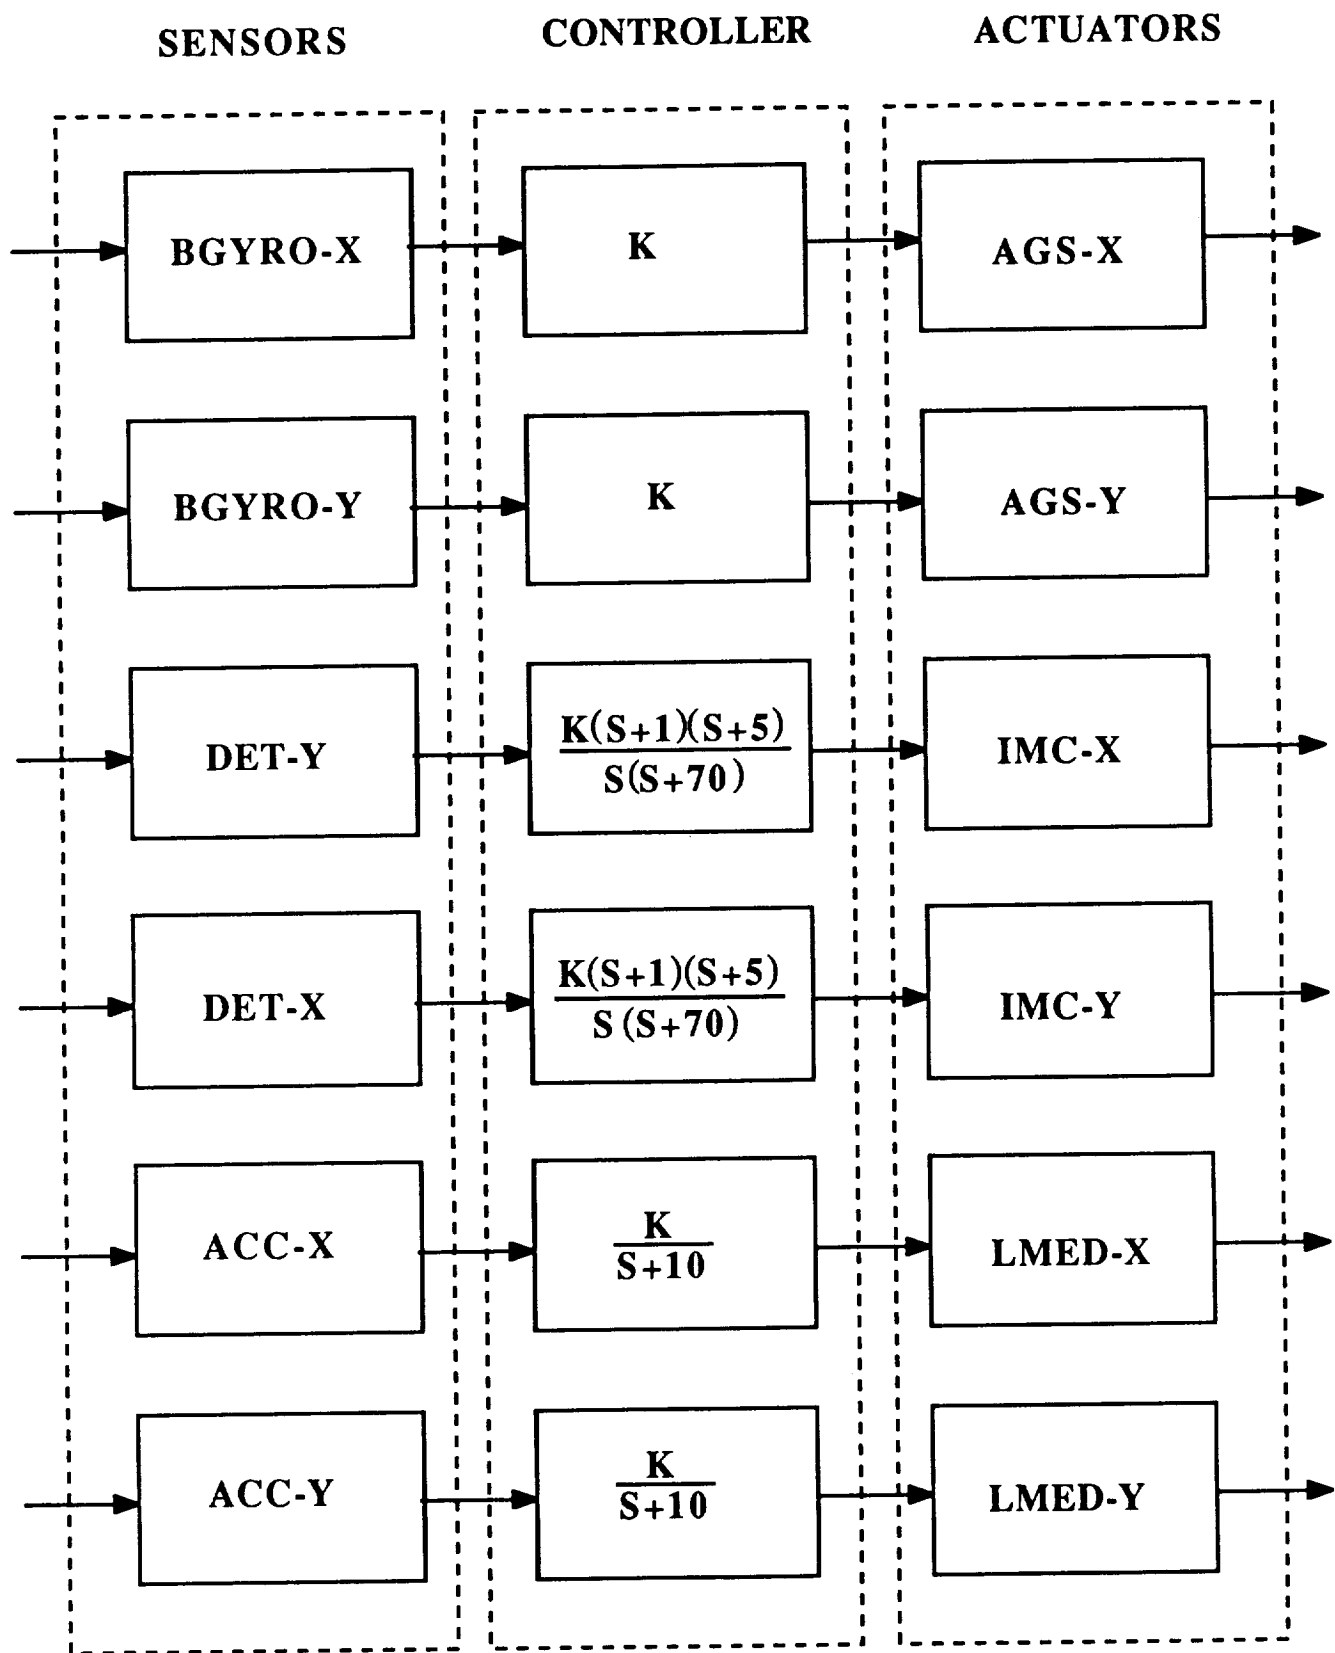 SENSORS CONTROLLER ACTUATORS
BGYRO-X K AGS-X
BGYRO-Y K AGS-Y
DET-Y K(S+1)(S+5) IMC-X
S(S+70)
DET-X K(S+1)(S+5) IMC-Y
S(S+70)
ACC-X K LMED-X
S+10
ACC-Y K LMED-Y
S+10